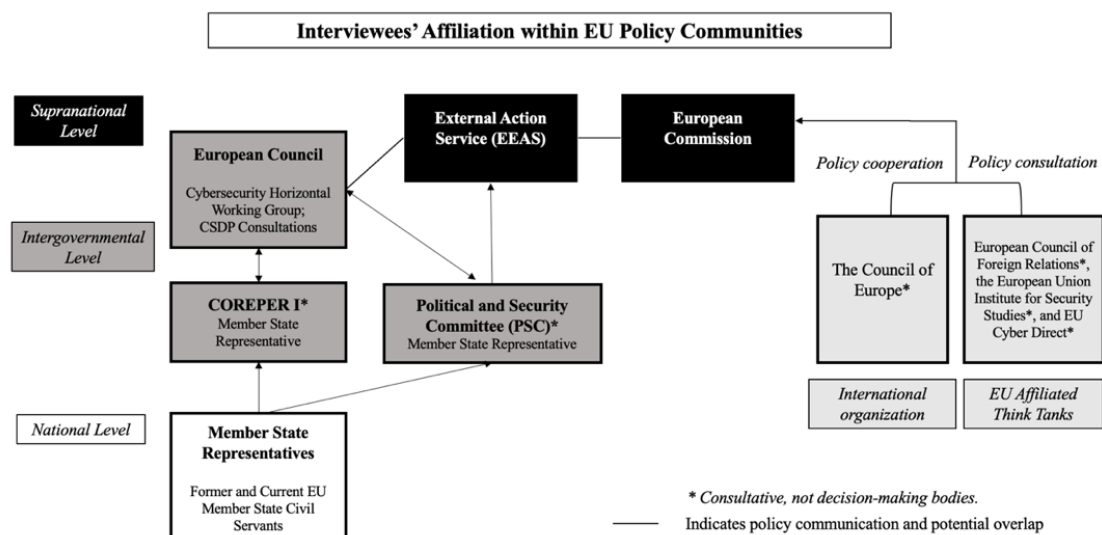 Interviewees' Affiliation within EU Policy Communities
Supranational
Level
External Action
Service (EEAS)
European
Commission
European Council
Cybersecurity Horizontal
Working Group;
CSDP Consultations
Policy cooperation
Policy consultation
Intergovernmental
Level
The Council of
Europe*
European Council of
Foreign Relations*,
the European Union
Institute for Security
Studies*, and EU
Cyber Direct*
COREPER I*
Member State
Representative
Political and Security
Committee (PSC)*
Member State Representative
International
organization
EU Affiliated
Think Tanks
National Level
Member State
Representatives
Former and Current EU
Member State Civil
Servants
* Consultative, not decision-making bodies.
Indicates policy communication and potential overlap